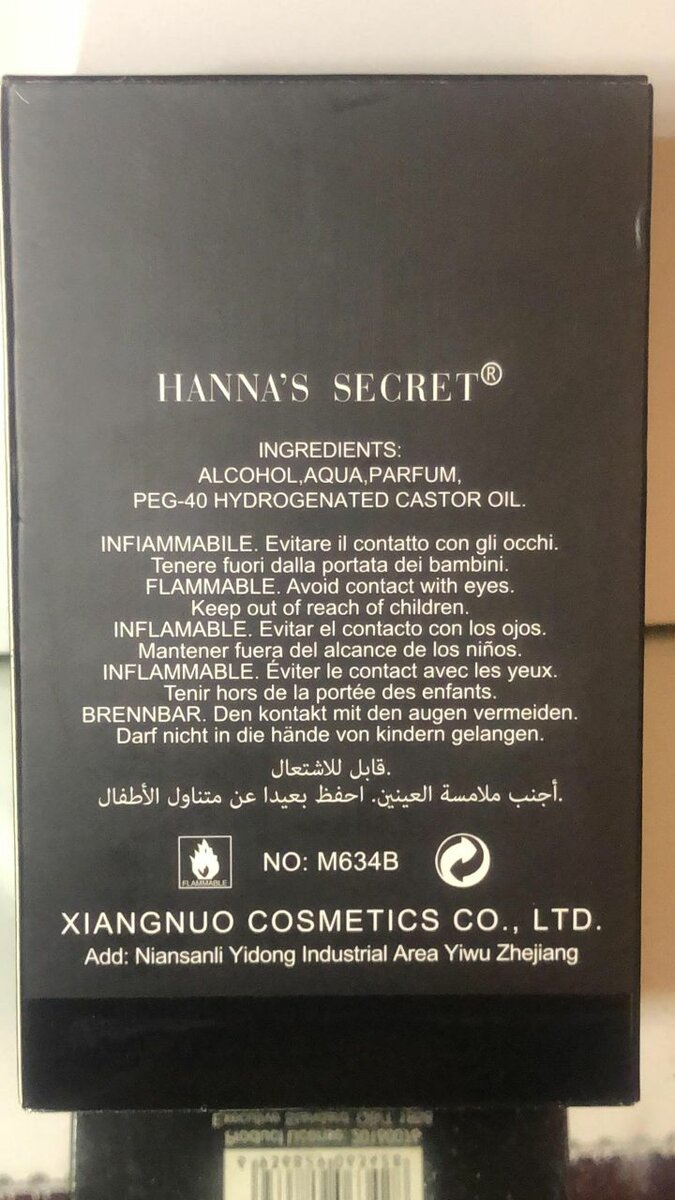 HANNA'S SECRET®
INGREDIENTS:
ALCOHOL,AQUA,PARFUM,
PEG-40 HYDROGENATED CASTOR OIL.
INFIAMMABILE. Evitare il contatto con gli occhi.
Tenere fuori dalla portata dei bambini.
FLAMMABLE. Avoid contact with eyes.
Keep out of reach of children.
INFLAMABLE. Evitar el contacto con los ojos.
Mantener fuera del alcance de los niños.
INFLAMMABLE. Éviter le contact avec les yeux.
Tenir hors de la portée des enfants.
BRENNBAR. Den kontakt mit den augen vermeiden.
Darf nicht in die hände von kindern gelangen.
قابل للاشتعال.
أجنب ملامسة العينين. احفظ بعيدا عن متناول الأطفال.
FLAMMABLE
NO: M634B
XIANGNUO COSMETICS CO., LTD.
Add: Niansanli Yidong Industrial Area Yiwu Zhejiang